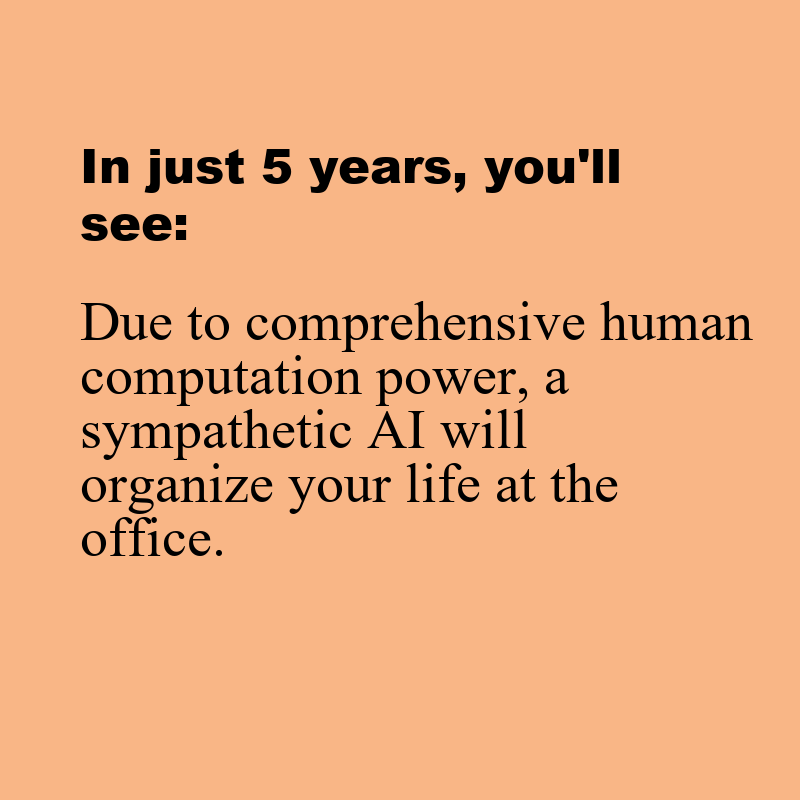 In just 5 years, you'll
see:
Due to comprehensive human
computation power, a
sympathetic AI will
organize your life at the
office.